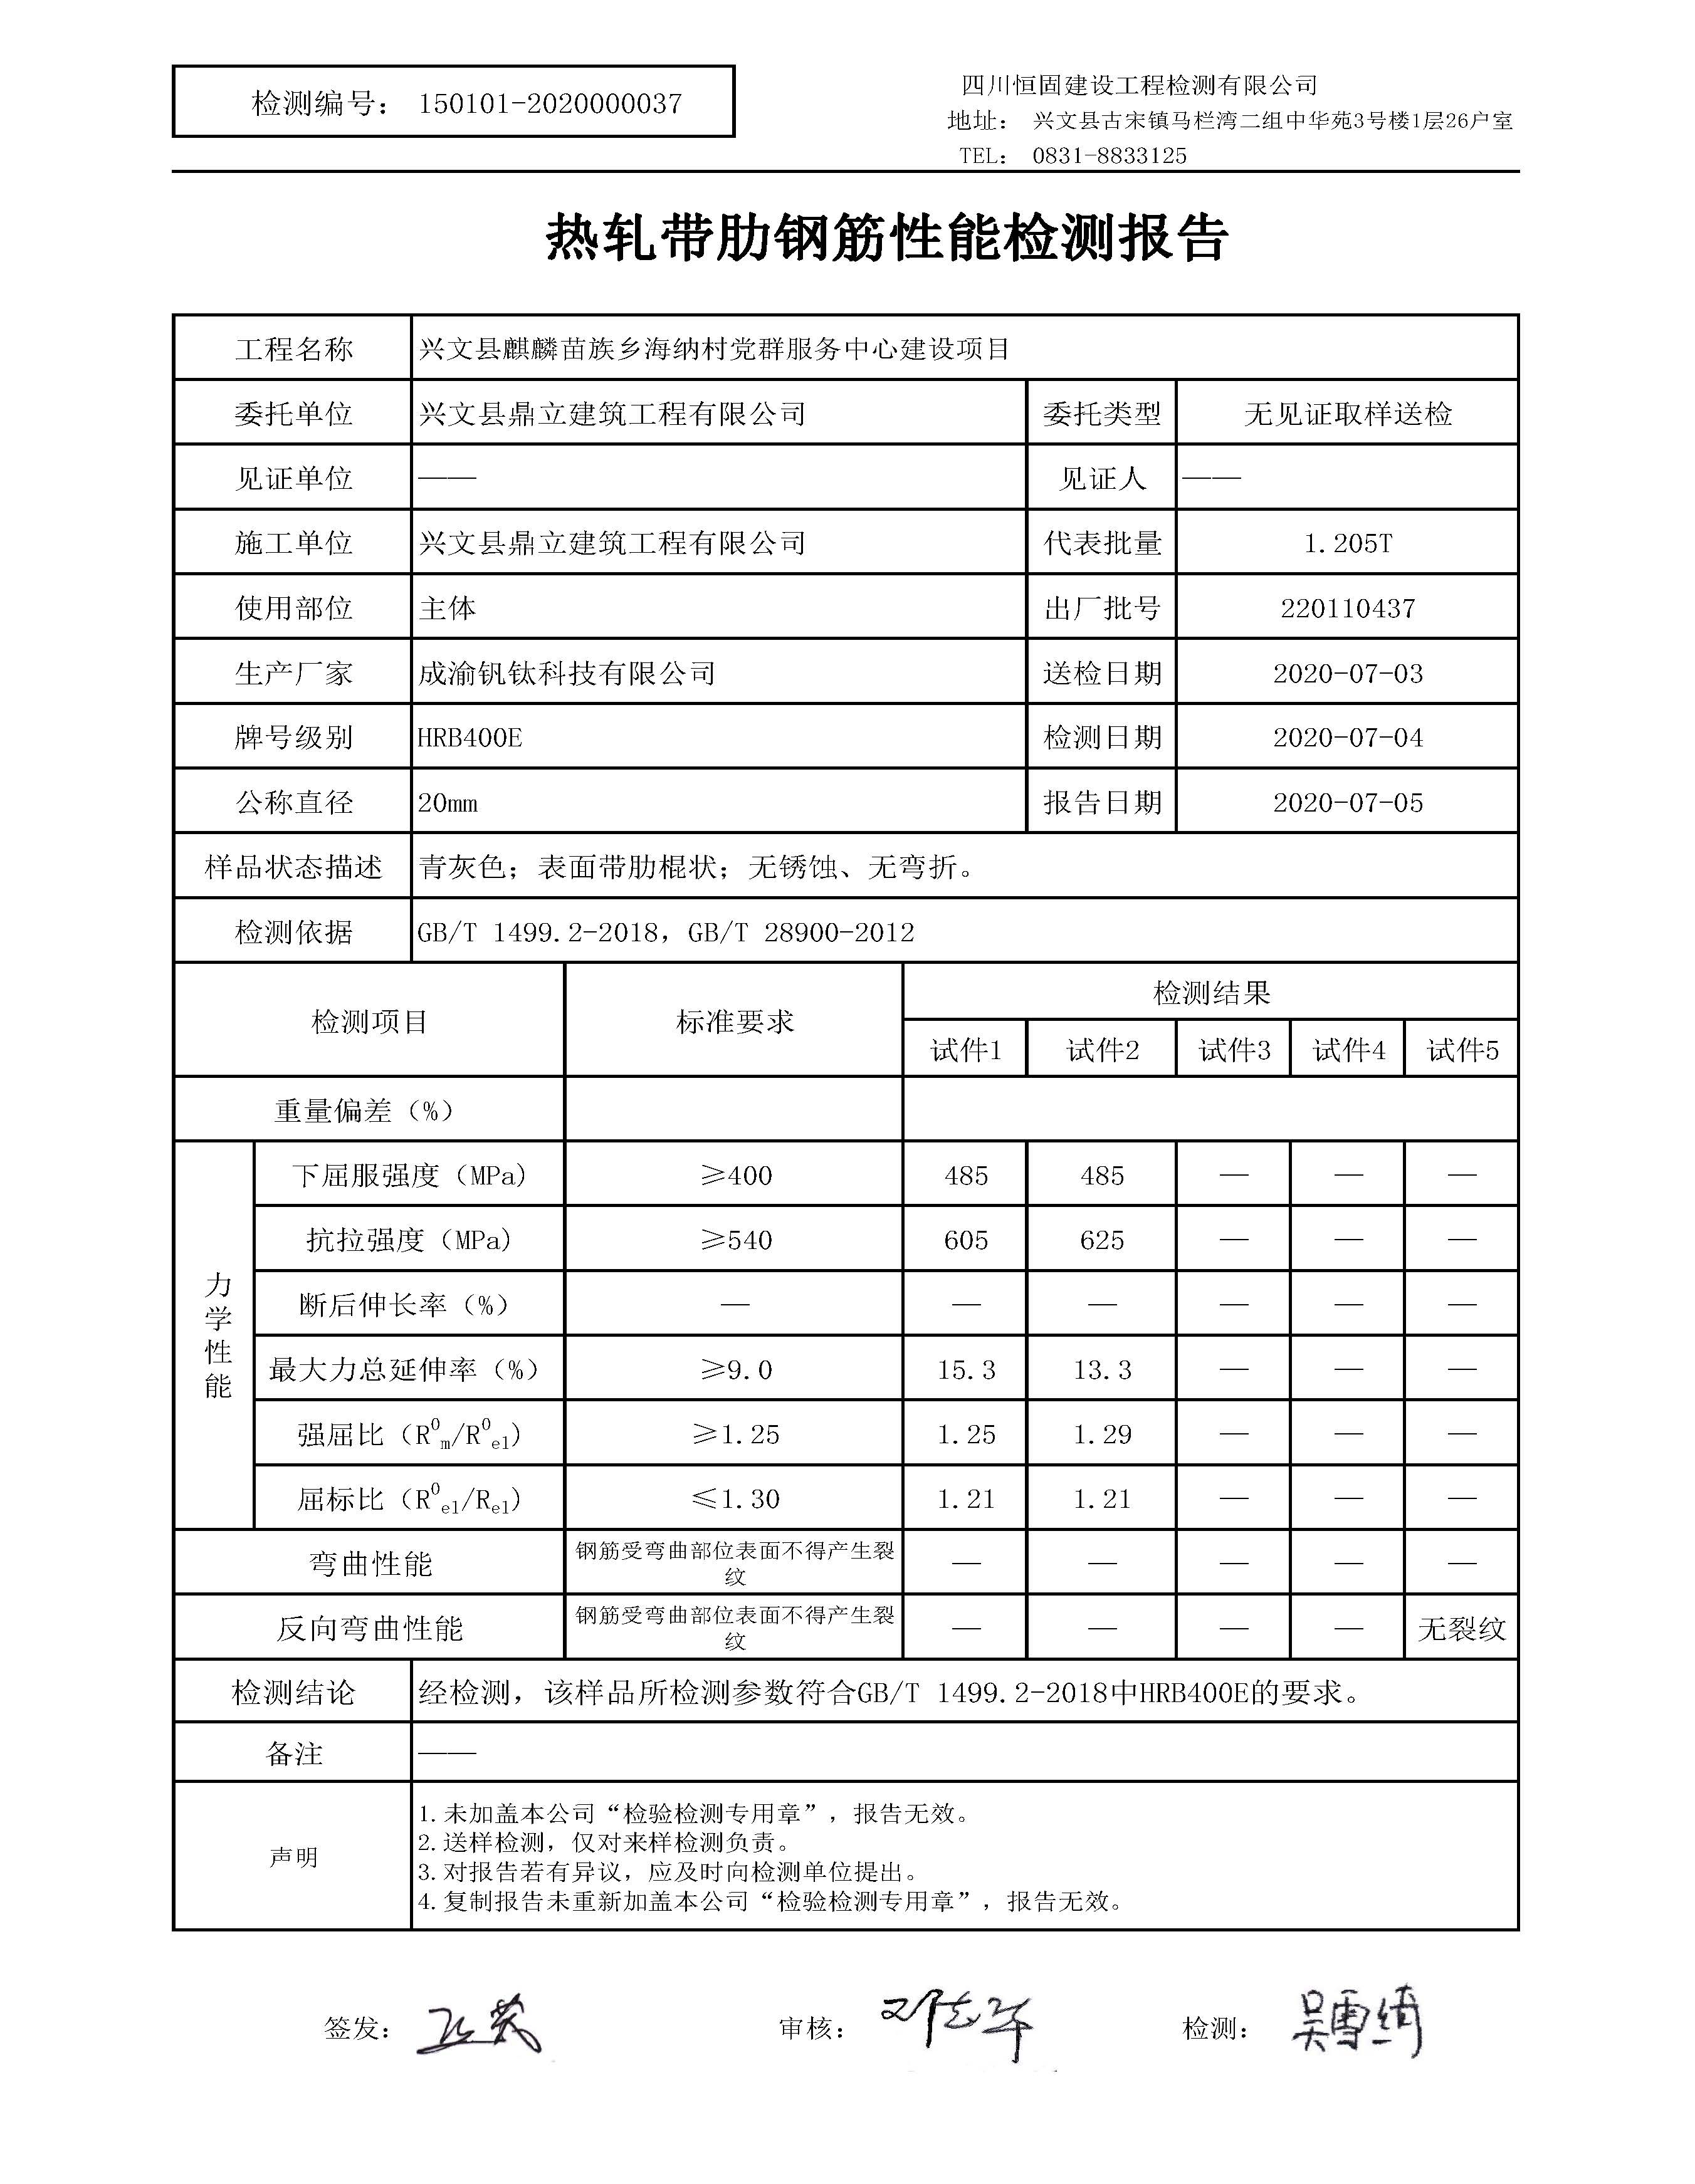 检测编号： 150101-2020000037
四川恒固建设工程检测有限公司
地址： 兴文县古宋镇马栏湾二组中华苑3号楼1层26户室
TEL： 0831-8833125
热轧带肋钢筋性能检测报告
工程名称 兴文县麒麟苗族乡海纳村党群服务中心建设项目
委托单位 兴文县鼎立建筑工程有限公司 委托类型 无见证取样送检
见证单位 —— 见证人 ——
施工单位 兴文县鼎立建筑工程有限公司 代表批量 1.205T
使用部位 主体 出厂批号 220110437
生产厂家 成渝钒钛科技有限公司 送检日期 2020-07-03
牌号级别 HRB400E 检测日期 2020-07-04
公称直径 20mm 报告日期 2020-07-05
样品状态描述 青灰色；表面带肋棍状；无锈蚀、无弯折。
检测依据 GB/T 1499.2-2018，GB/T 28900-2012
检测项目 标准要求 检测结果
试件1 试件2 试件3 试件4 试件5
重量偏差（%）
力学性能
下屈服强度（MPa) ≥400 485 485 — — —
抗拉强度（MPa) ≥540 605 625 — — —
断后伸长率（%） — — — — — —
最大力总延伸率（%） ≥9.0 15.3 13.3 — — —
强屈比（R⁰m/R⁰el) ≥1.25 1.25 1.29 — — —
屈标比（R⁰el/Rel) ≤1.30 1.21 1.21 — — —
弯曲性能 钢筋受弯曲部位表面不得产生裂纹 — — — — —
反向弯曲性能 钢筋受弯曲部位表面不得产生裂纹 — — — — 无裂纹
检测结论 经检测，该样品所检测参数符合GB/T 1499.2-2018中HRB400E的要求。
备注 ——
声明
1.未加盖本公司“检验检测专用章”，报告无效。
2.送样检测，仅对来样检测负责。
3.对报告若有异议，应及时向检测单位提出。
4.复制报告未重新加盖本公司“检验检测专用章”，报告无效。
签发： 审核： 邓志华 检测： 吴雪绮